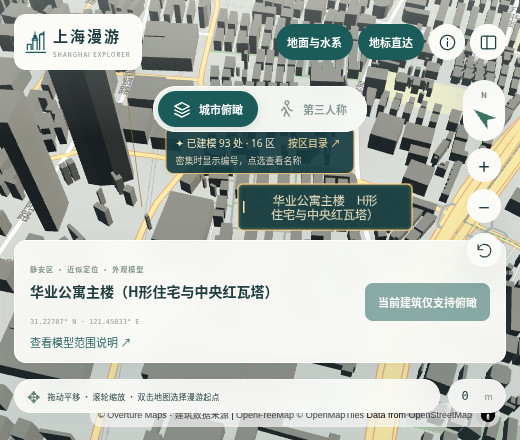 上海漫游
SHANGHAI EXPLORER
地面与水系
地标直达
城市俯瞰
第三人称
N
✦ 已建模 93 处 · 16 区 按区目录 ↗
密集时显示编号，点选查看名称
华业公寓主楼 H形
住宅与中央红瓦塔）
+
−
静安区 · 近似定位 · 外观模型
华业公寓主楼（H形住宅与中央红瓦塔）
当前建筑仅支持俯瞰
31.22787° N · 121.45033° E
查看模型范围说明 ↗
拖动平移 · 滚轮缩放 · 双击地图选择漫游起点
0 m
© Overture Maps · 建筑数据来源 | OpenFreeMap © OpenMapTiles Data from OpenStreetMap